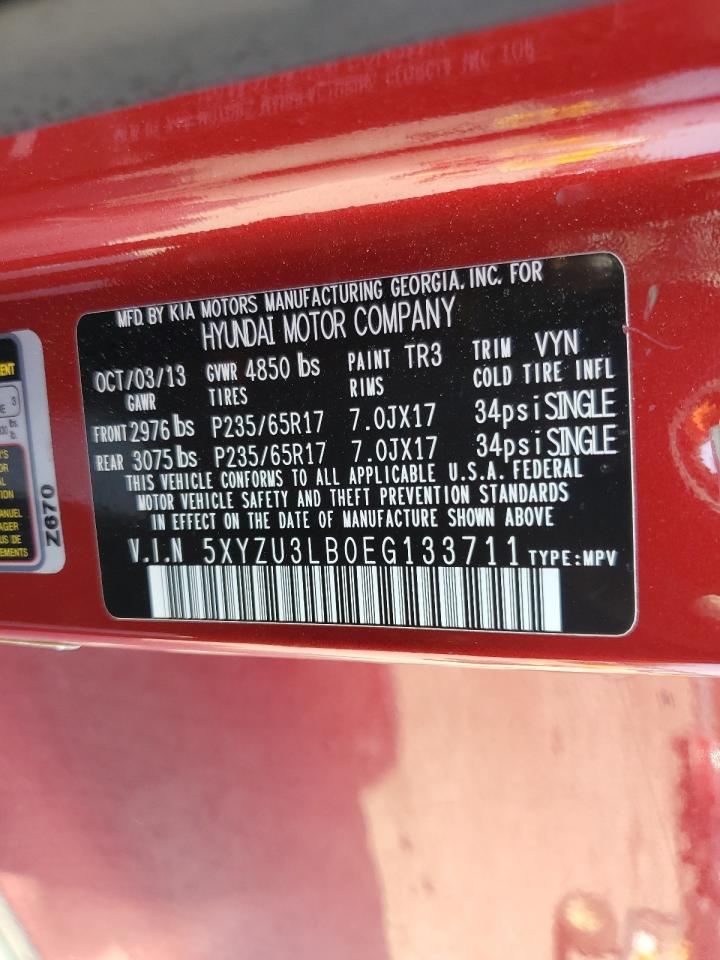 MFD. BY KIA MOTORS MANUFACTURING GEORGIA. INC. FOR
HYUNDAI MOTOR COMPANY
OCT/03/13 GVWR 4850 lbs PAINT TR3 TRIM VYN
GAWR TIRES RIMS COLD TIRE INFL
FRONT 2976 lbs P235/65R17 7.0JX17 34psi SINGLE
REAR 3075 lbs P235/65R17 7.0JX17 34psi SINGLE
THIS VEHICLE CONFORMS TO ALL APPLICABLE U.S.A. FEDERAL
MOTOR VEHICLE SAFETY AND THEFT PREVENTION STANDARDS
IN EFFECT ON THE DATE OF MANUFACTURE SHOWN ABOVE
V.I.N 5XYZU3LB0EG133711 TYPE:MPV
Z670